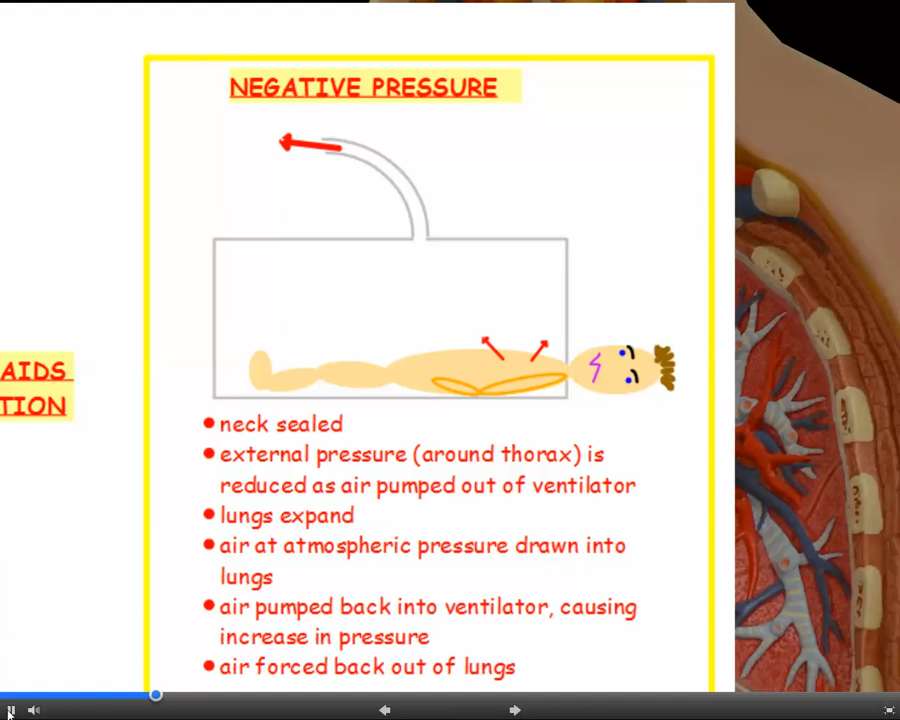 NEGATIVE PRESSURE
AIDS
TION
● neck sealed
● external pressure (around thorax) is
reduced as air pumped out of ventilator
● lungs expand
● air at atmospheric pressure drawn into
lungs
● air pumped back into ventilator, causing
increase in pressure
● air forced back out of lungs